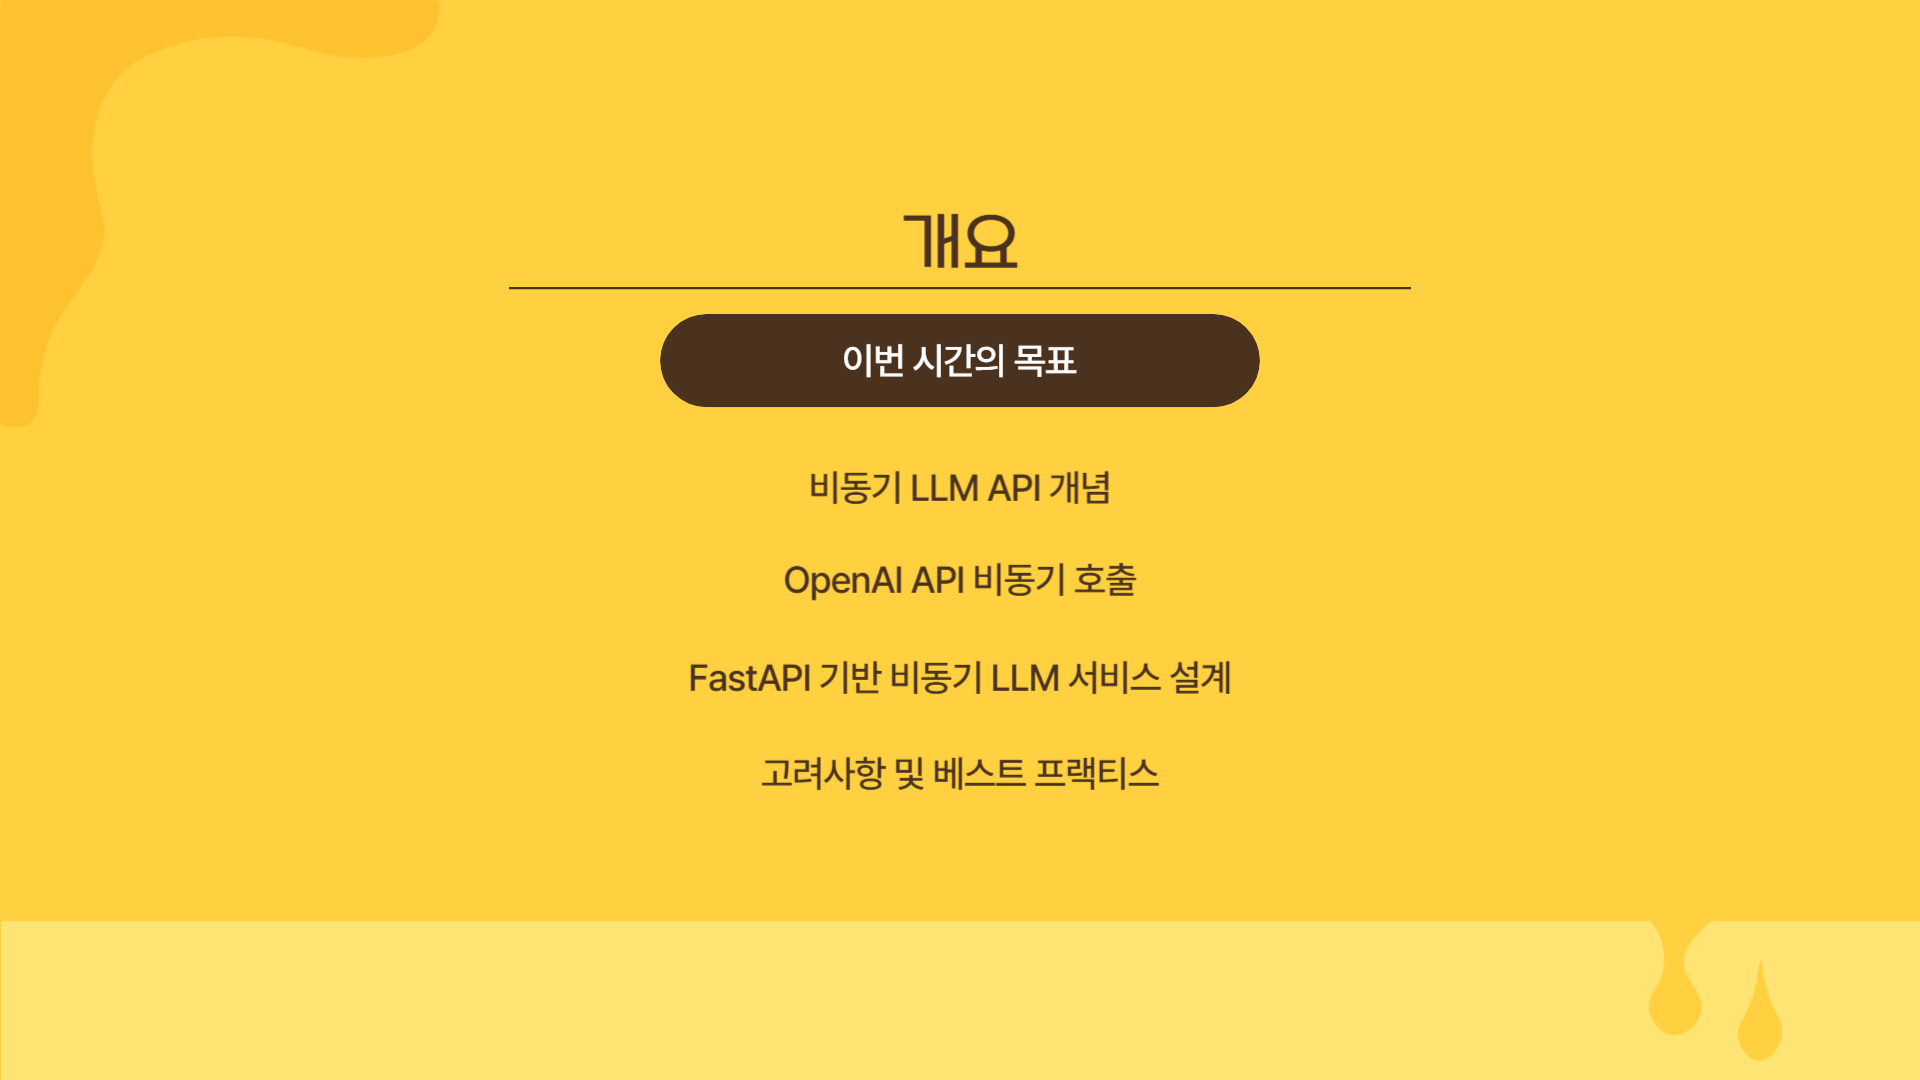 개요
이번 시간의 목표
비동기 LLM API 개념
OpenAI API 비동기 호출
FastAPI 기반 비동기 LLM 서비스 설계
고려사항 및 베스트 프랙티스